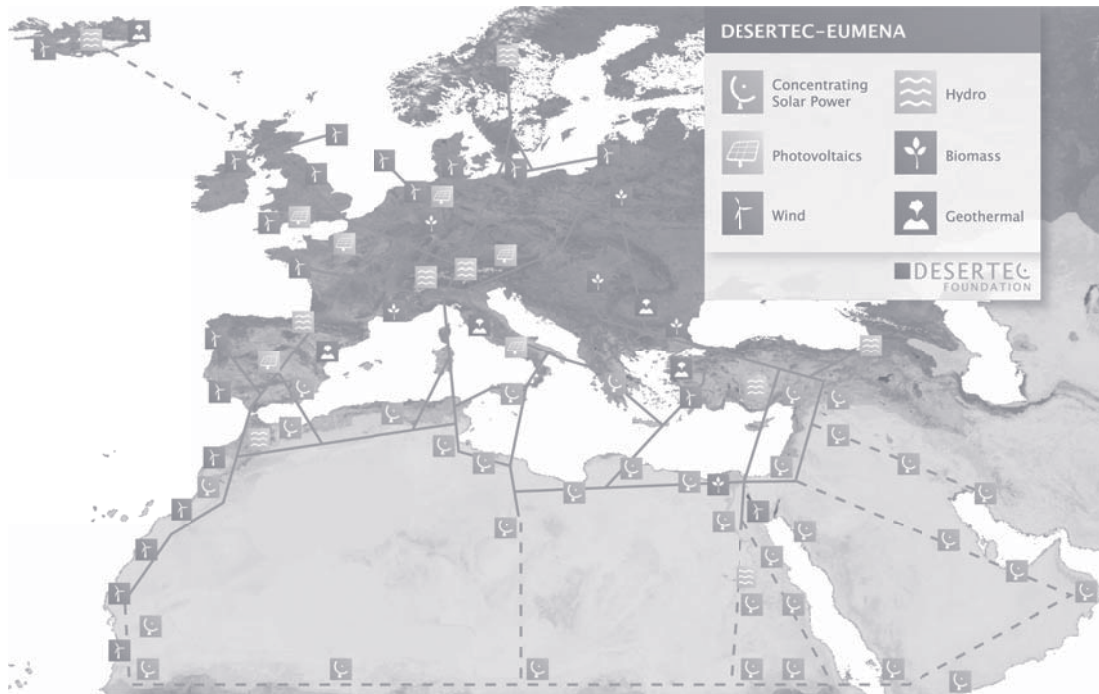 DESERTEC-EUMENA
Concentrating
Solar Power
Hydro
Photovoltaics
Biomass
Wind
Geothermal
DESERTEC
FOUNDATION